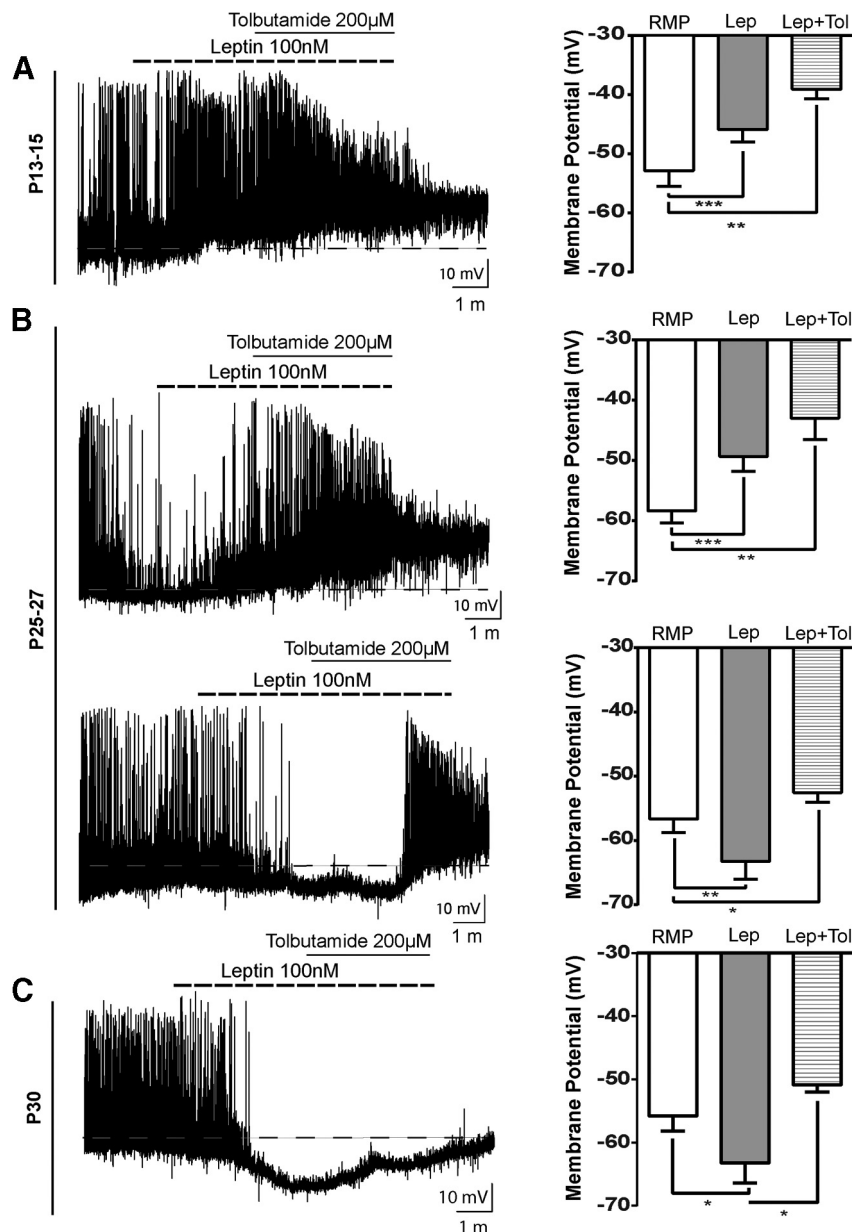 A
P13-15
Tolbutamide 200µM
Leptin 100nM
10 mV
1 m
Membrane Potential (mV)
RMP Lep Lep+Tol
-30
-40
-50
-60
-70
***
**
B
P25-27
Tolbutamide 200µM
Leptin 100nM
10 mV
1 m
Membrane Potential (mV)
RMP Lep Lep+Tol
-30
-40
-50
-60
-70
***
**
Tolbutamide 200µM
Leptin 100nM
10 mV
1 m
Membrane Potential (mV)
RMP Lep Lep+Tol
-30
-40
-50
-60
-70
**
*
C
P30
Tolbutamide 200µM
Leptin 100nM
10 mV
1 m
Membrane Potential (mV)
RMP Lep Lep+Tol
-30
-40
-50
-60
-70
*
*